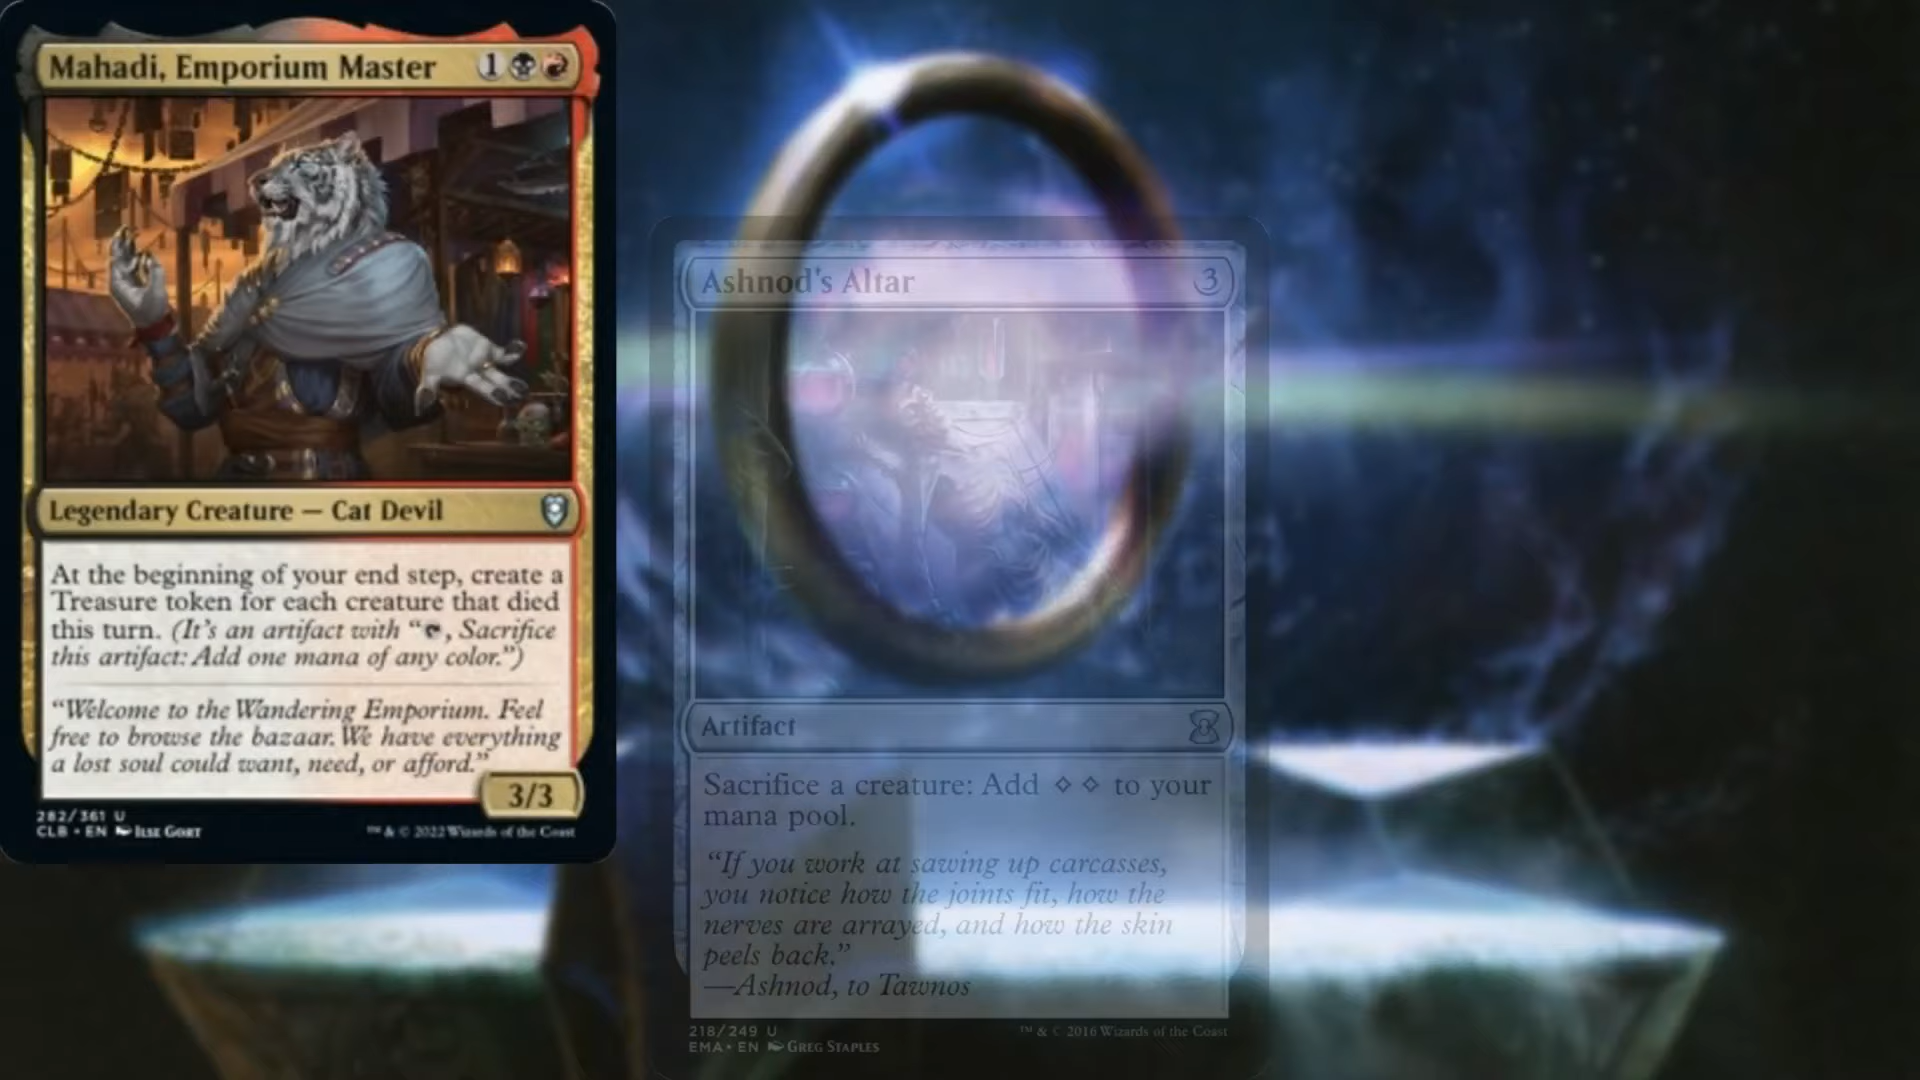 Mahadi, Emporium Master 1
Legendary Creature — Cat Devil
At the beginning of your end step, create a
Treasure token for each creature that died
this turn. (It's an artifact with “, Sacrifice
this artifact: Add one mana of any color.”)
“Welcome to the Wandering Emporium. Feel
free to browse the bazaar. We have everything
a lost soul could want, need, or afford.”
3/3
282/361 U
CLB • EN ILSE GORT
™ & © 2022 Wizards of the Coast
Ashnod's Altar 3
Artifact
Sacrifice a creature: Add to your
mana pool.
“If you work at sawing up carcasses,
you notice how the joints fit, how the
nerves are arrayed, and how the skin
peels back.”
—Ashnod, to Tawnos
218/249 U
EMA • EN GREG STAPLES
™ & © 2016 Wizards of the Coast